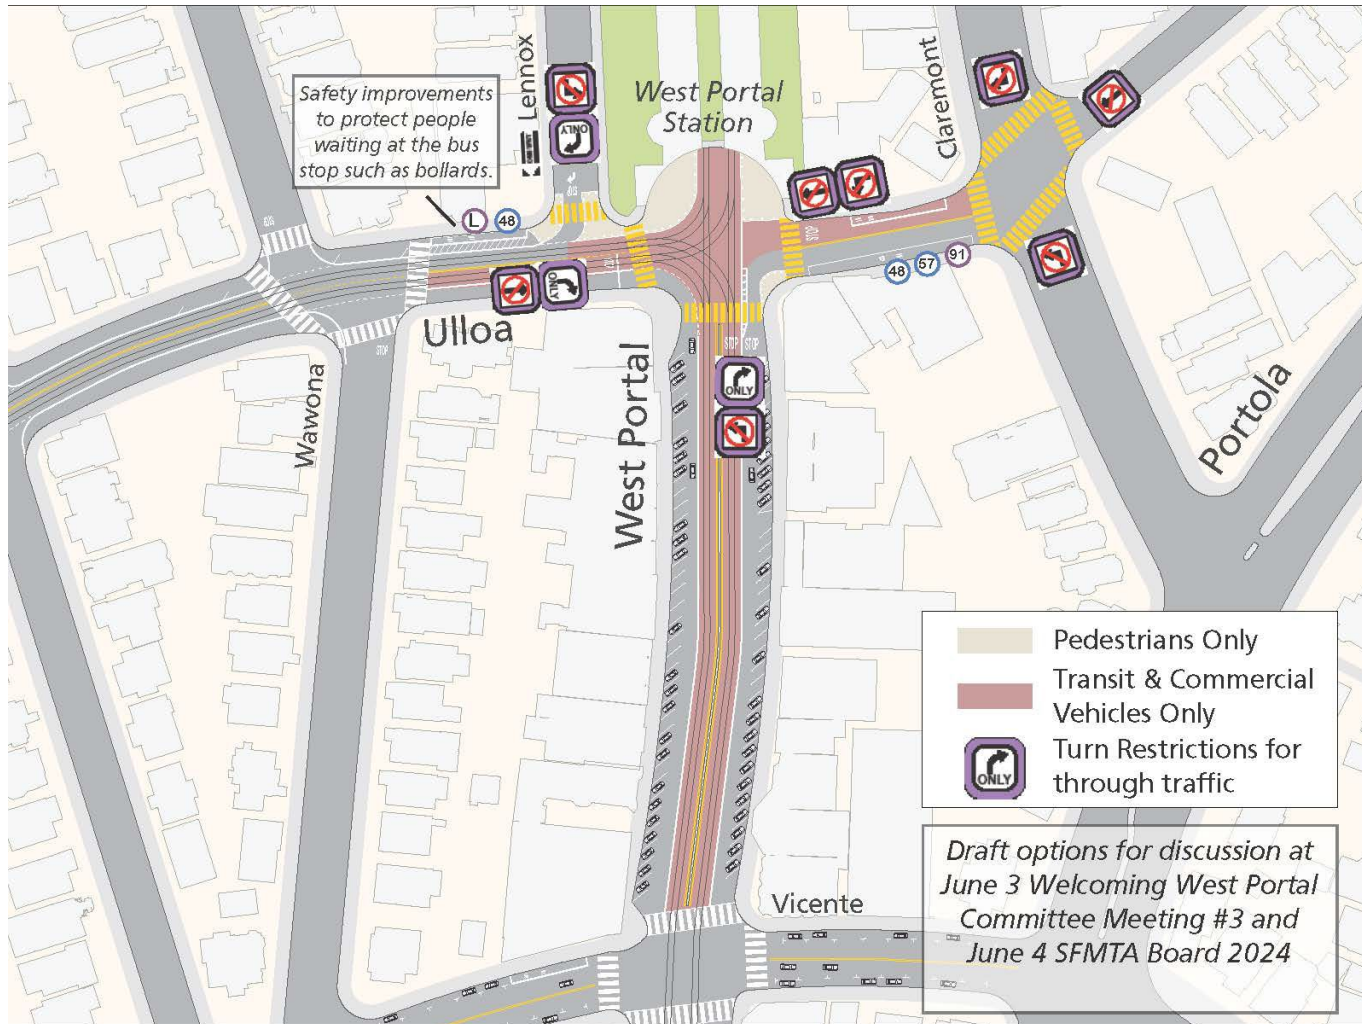 Safety improvements
to protect people
waiting at the bus
stop such as bollards.
Lennox
West Portal
Station
Claremont
ONLY
L
48
STOP
48
57
91
ONLY
Ulloa
STOP
Wawona
West Portal
STOP
STOP
ONLY
Portola
Pedestrians Only
Transit & Commercial
Vehicles Only
ONLY
Turn Restrictions for
through traffic
Vicente
Draft options for discussion at
June 3 Welcoming West Portal
Committee Meeting #3 and
June 4 SFMTA Board 2024